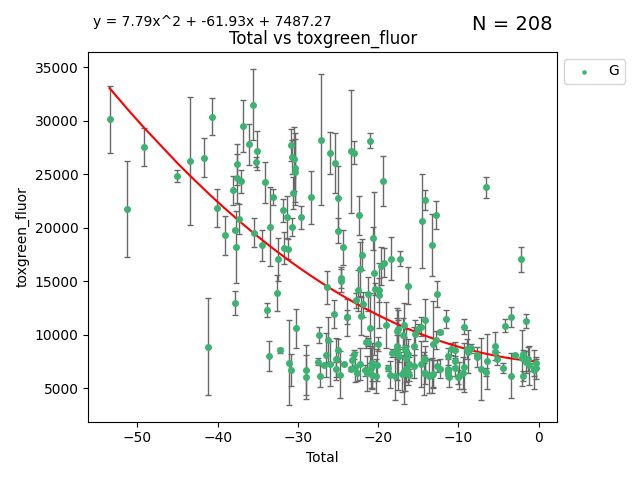 y = 7.79x^2 + -61.93x + 7487.27
N = 208
Total vs toxgreen_fluor
G
35000
30000
25000
20000
15000
10000
5000
toxgreen_fluor
−50 −40 −30 −20 −10 0
Total